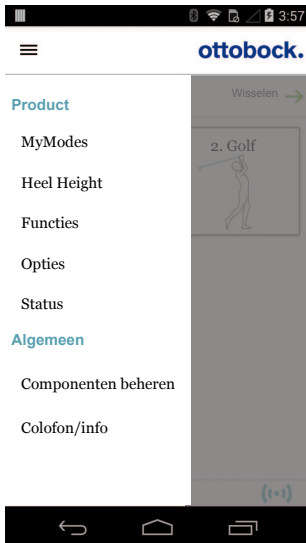 3:57
ottobock.
Product
Wisselen
MyModes
2. Golf
Heel Height
Functies
Opties
Status
Algemeen
Componenten beheren
Colofon/info